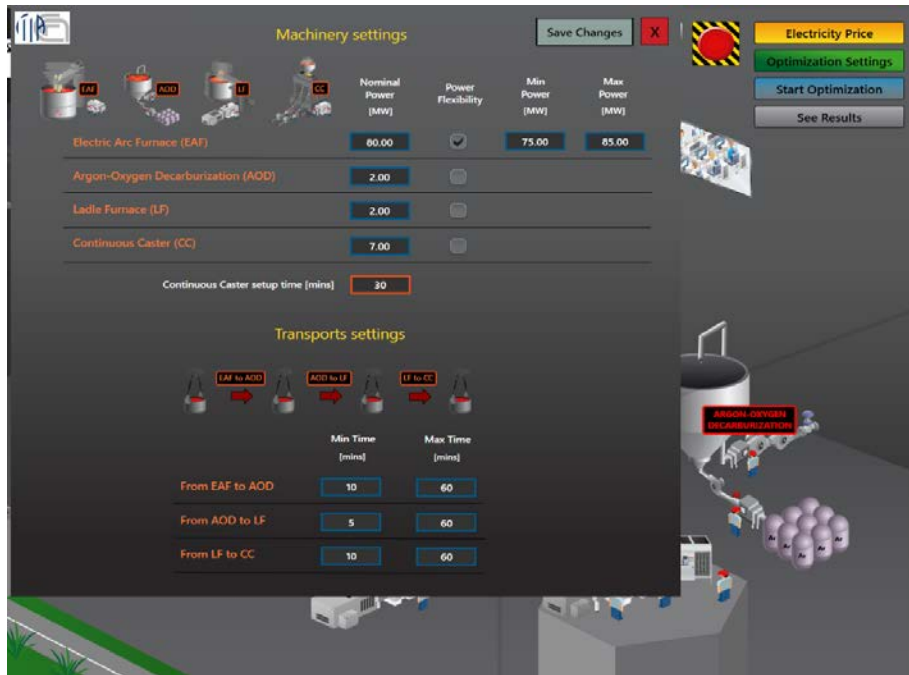 Machinery settings
Save Changes
X
Electricity Price
Optimization Settings
Start Optimization
See Results
EAF
AOD
LF
CC
Nominal Power [MW]
Power Flexibility
Min Power [MW]
Max Power [MW]
Electric Arc Furnace (EAF) 80.00 75.00 85.00
Argon-Oxygen Decarburization (AOD) 2.00
Ladle Furnace (LF) 2.00
Continuous Caster (CC) 7.00
Continuous Caster setup time [mins] 30
Transports settings
EAF to AOD
AOD to LF
LF to CC
Min Time [mins]
Max Time [mins]
From EAF to AOD 10 60
From AOD to LF 5 60
From LF to CC 10 60
ARGON-OXYGEN
DECARBURIZATION
Ar
Ar
Ar
Ar